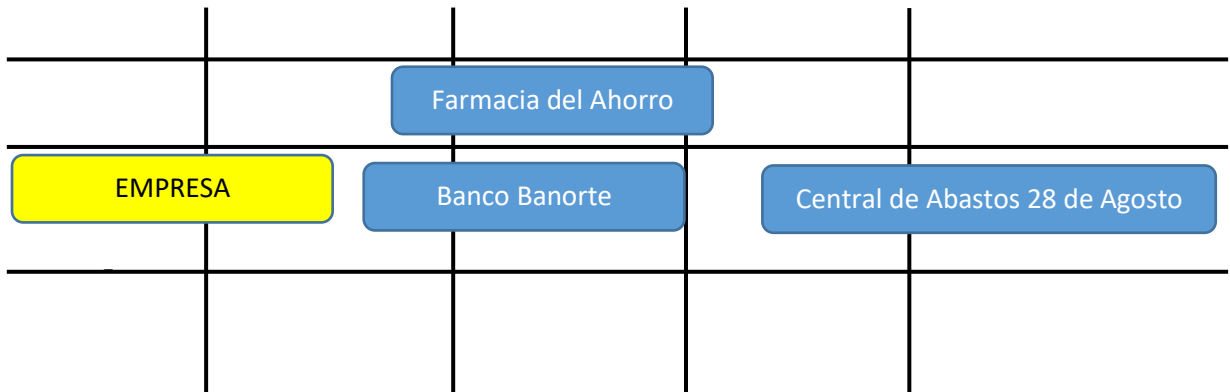 Farmacia del Ahorro
EMPRESA
Banco Banorte
Central de Abastos 28 de Agosto